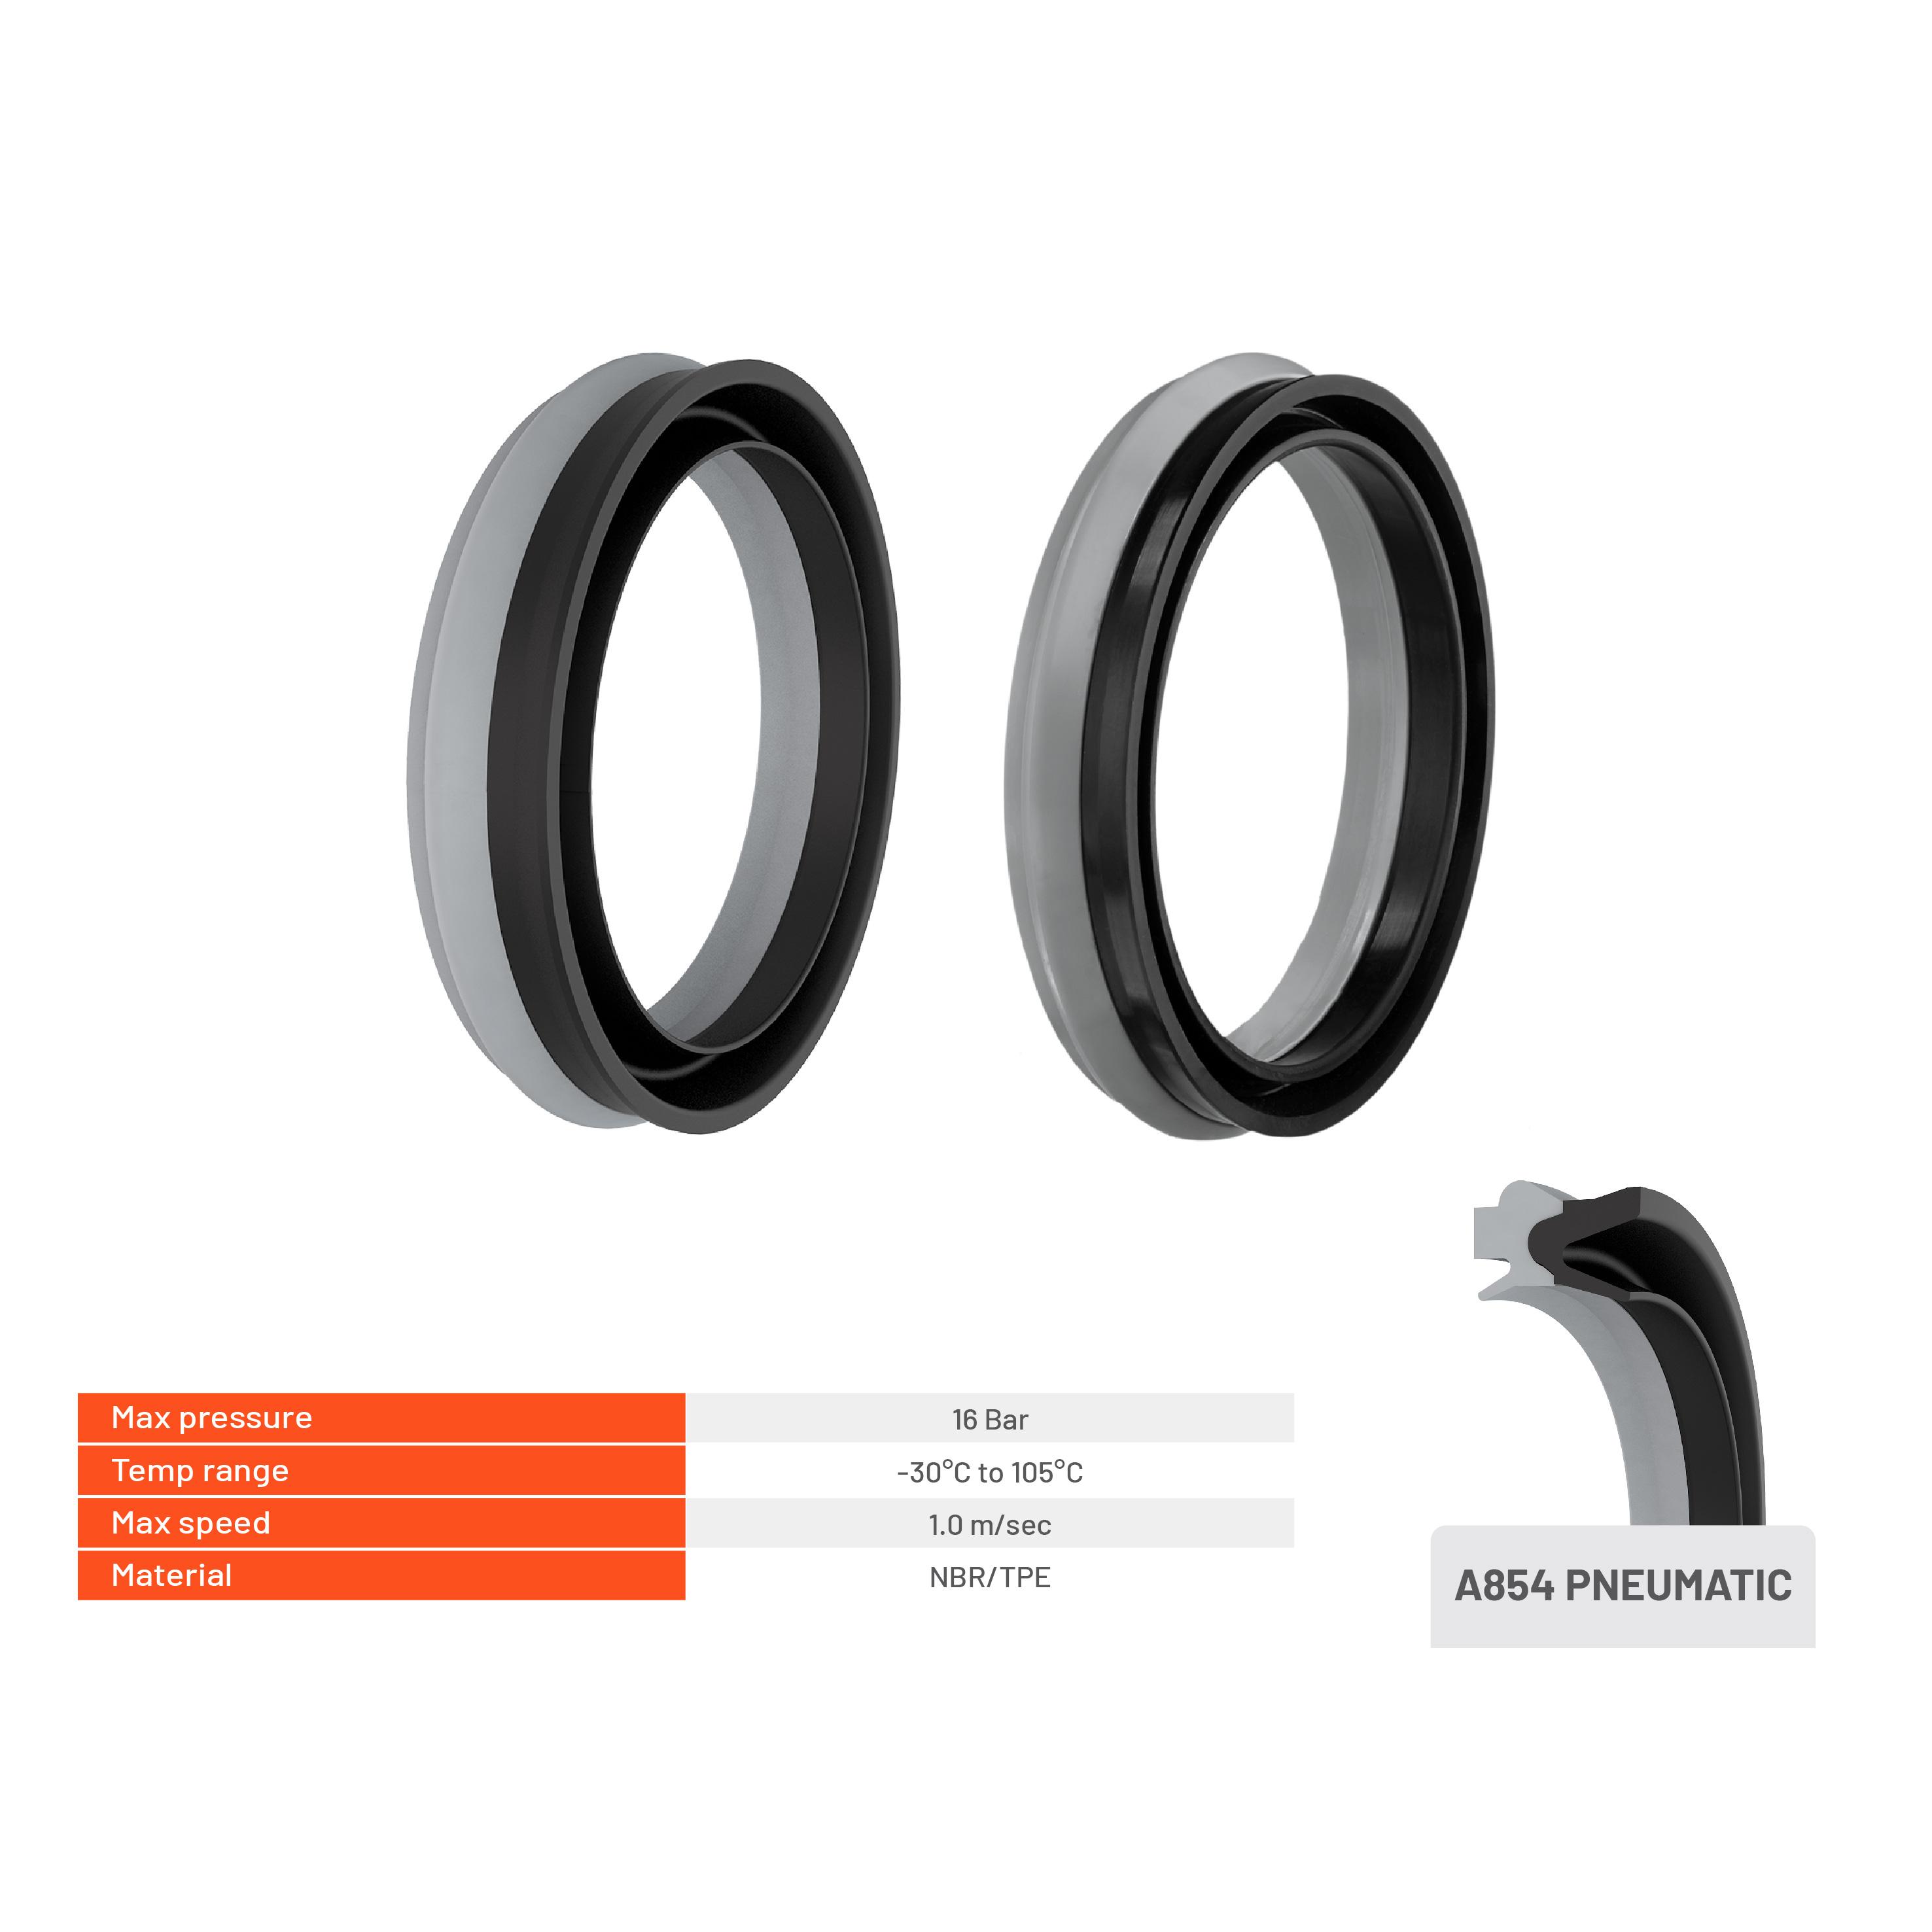 Max pressure 16 Bar
Temp range -30°C to 105°C
Max speed 1.0 m/sec
Material NBR/TPE
A854 PNEUMATIC